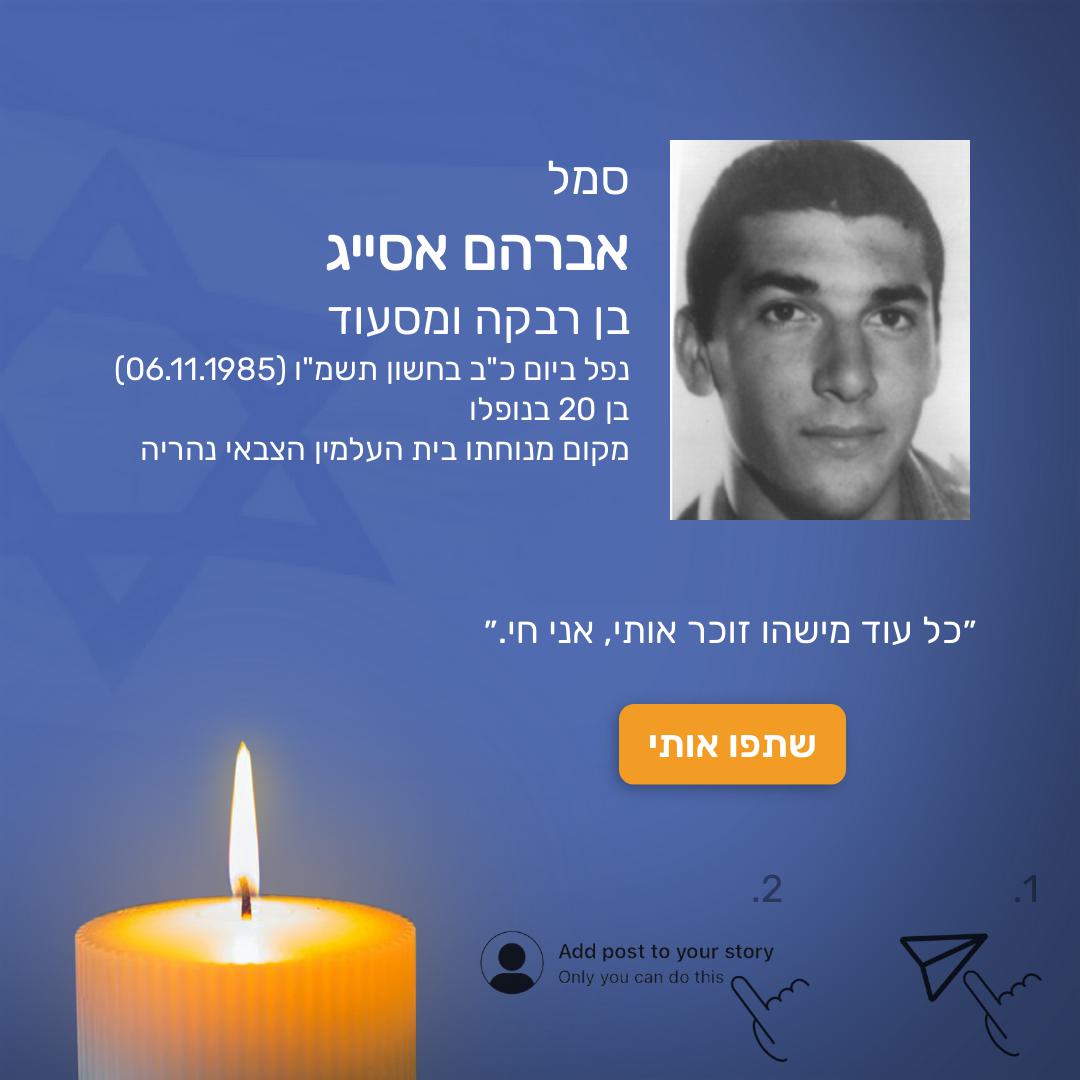 סמל
אברהם אסייג
בן רבקה ומסעוד
נפל ביום כ"ב בחשון תשמ"ו (06.11.1985)
בן 20 בנופלו
מקום מנוחתו בית העלמין הצבאי נהריה
״כל עוד מישהו זוכר אותי, אני חי.״
שתפו אותי
1.
2.
Add post to your story
Only you can do this